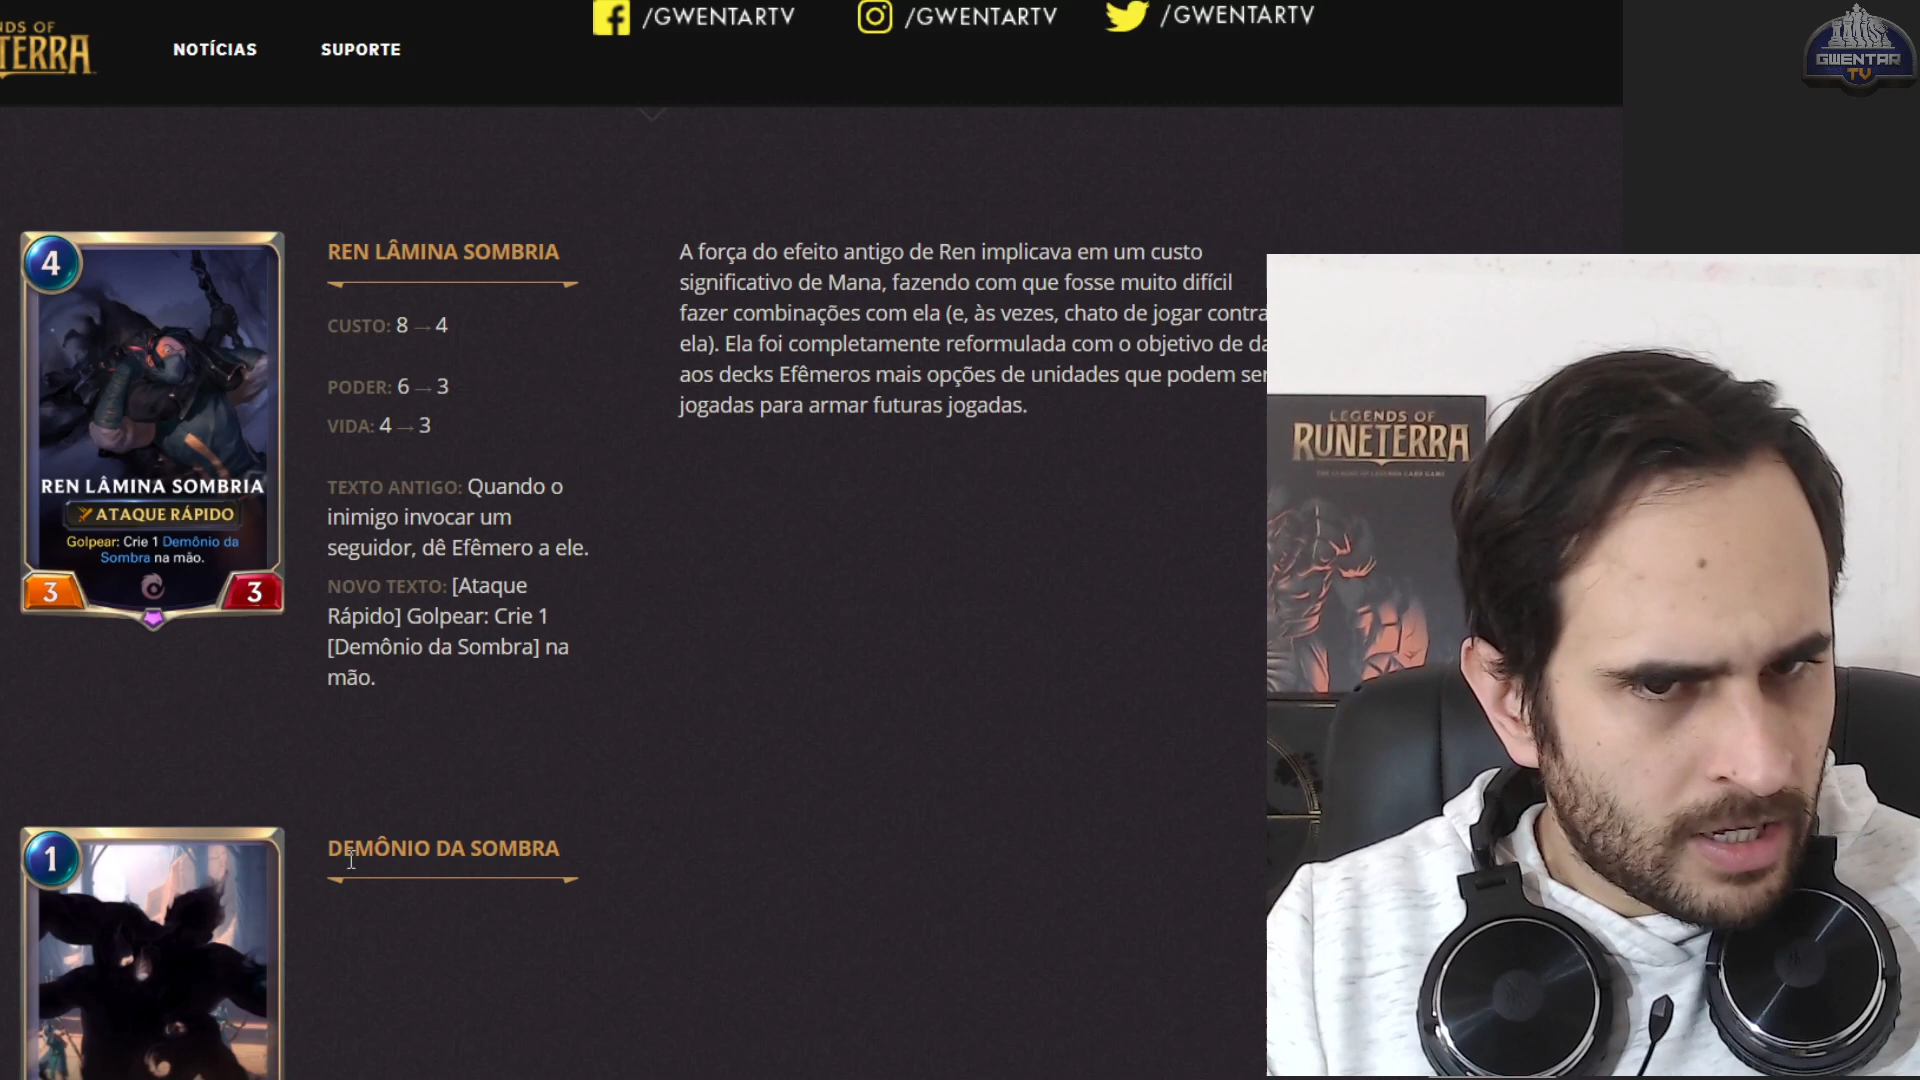 /GWENTARTV
/GWENTARTV
/GWENTARTV
GWENTAR
TV
NDS OF
TERRA
NOTÍCIAS
SUPORTE
4
REN LÂMINA SOMBRIA
ATAQUE RÁPIDO
Golpear: Crie 1 Demônio da
Sombra na mão.
3
3
REN LÂMINA SOMBRIA
CUSTO: 8 → 4
PODER: 6 → 3
VIDA: 4 → 3
TEXTO ANTIGO: Quando o
inimigo invocar um
seguidor, dê Efêmero a ele.
NOVO TEXTO: [Ataque
Rápido] Golpear: Crie 1
[Demônio da Sombra] na
mão.
A força do efeito antigo de Ren implicava em um custo
significativo de Mana, fazendo com que fosse muito difícil
fazer combinações com ela (e, às vezes, chato de jogar contra
ela). Ela foi completamente reformulada com o objetivo de da
aos decks Efêmeros mais opções de unidades que podem ser
jogadas para armar futuras jogadas.
LEGENDS OF
RUNETERRA
1
DEMÔNIO DA SOMBRA